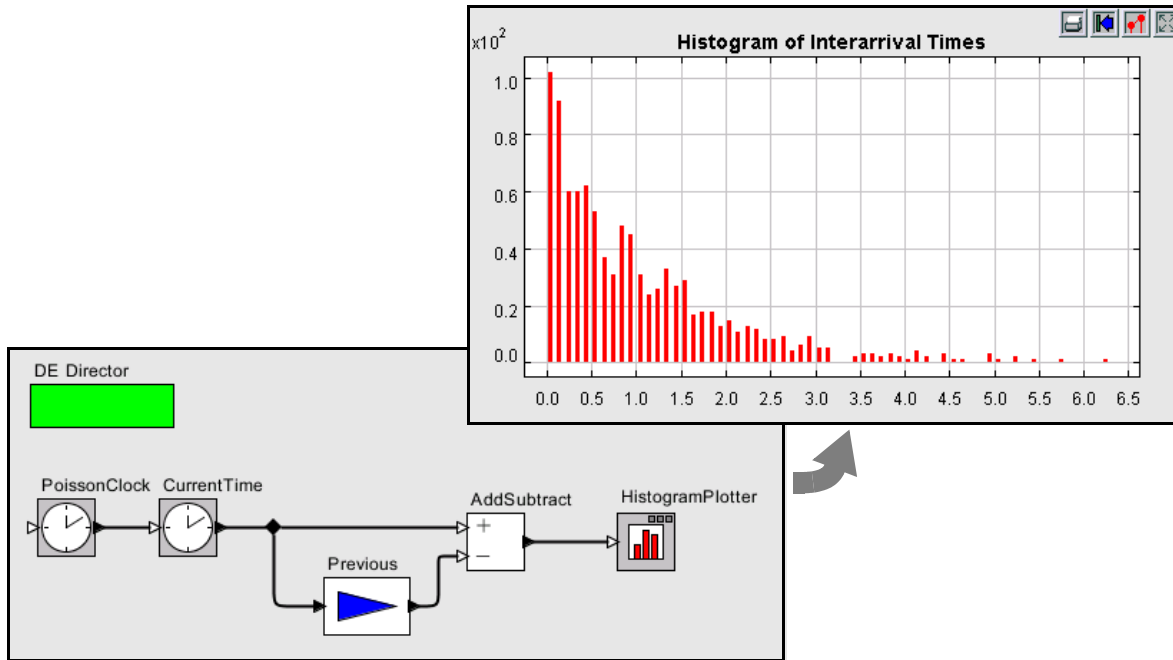 x10²
Histogram of Interarrival Times
1.0
0.8
0.6
0.4
0.2
0.0
0.0 0.5 1.0 1.5 2.0 2.5 3.0 3.5 4.0 4.5 5.0 5.5 6.0 6.5
DE Director
PoissonClock CurrentTime
AddSubtract
HistogramPlotter
+
−
Previous